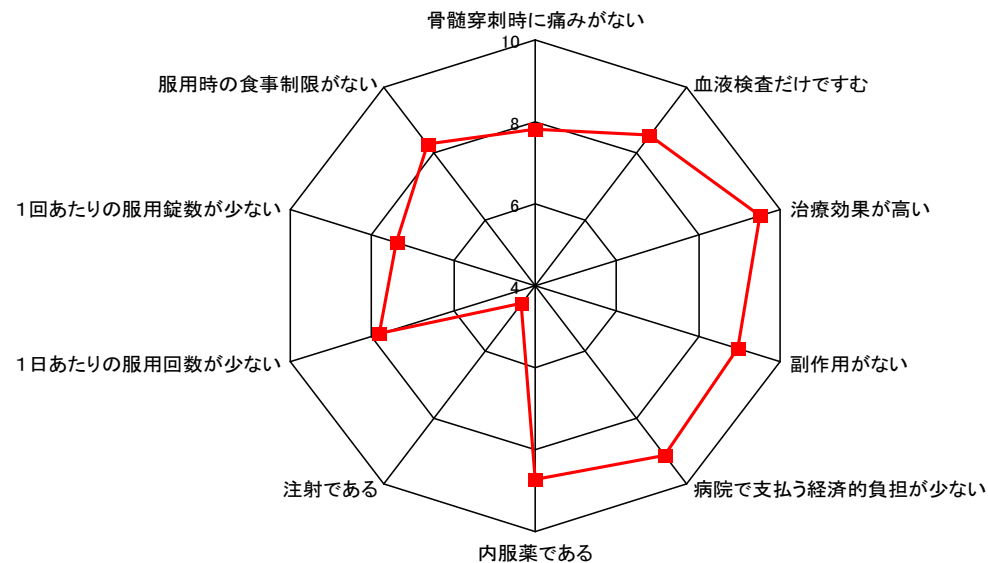 骨髄穿刺時に痛みがない
10
服用時の食事制限がない
血液検査だけですむ
8
6
1回あたりの服用錠数が少ない
治療効果が高い
4
1日あたりの服用回数が少ない
副作用がない
注射である
病院で支払う経済的負担が少ない
内服薬である